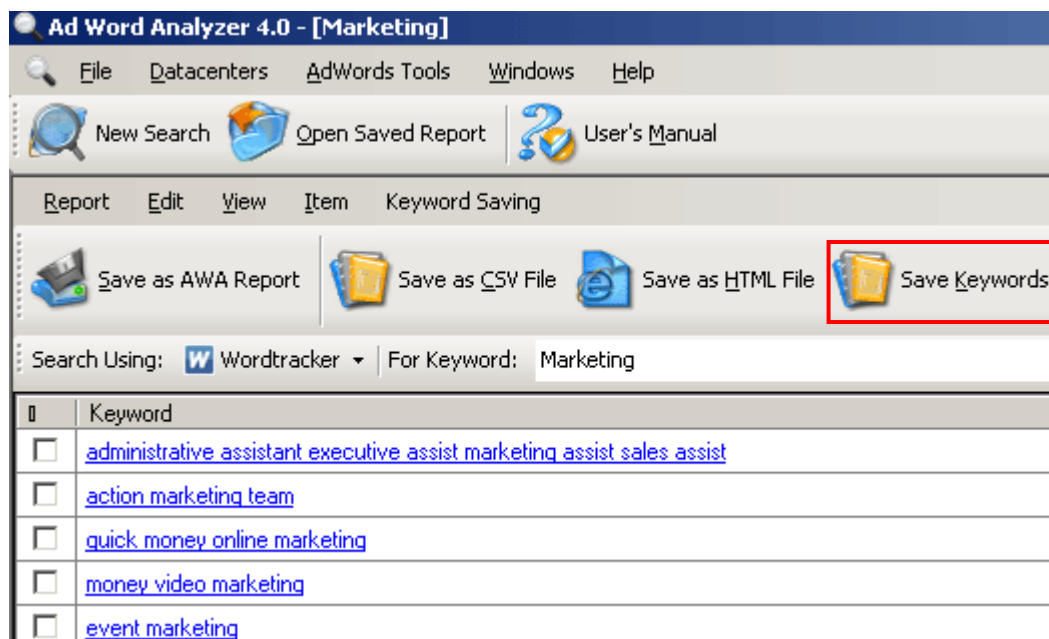 Ad Word Analyzer 4.0 - [Marketing]
File Datacenters AdWords Tools Windows Help
New Search Open Saved Report User's Manual
Report Edit View Item Keyword Saving
Save as AWA Report Save as CSV File Save as HTML File Save Keywords
Search Using: W Wordtracker For Keyword: Marketing
Keyword
administrative assistant executive assist marketing assist sales assist
action marketing team
quick money online marketing
money video marketing
event marketing